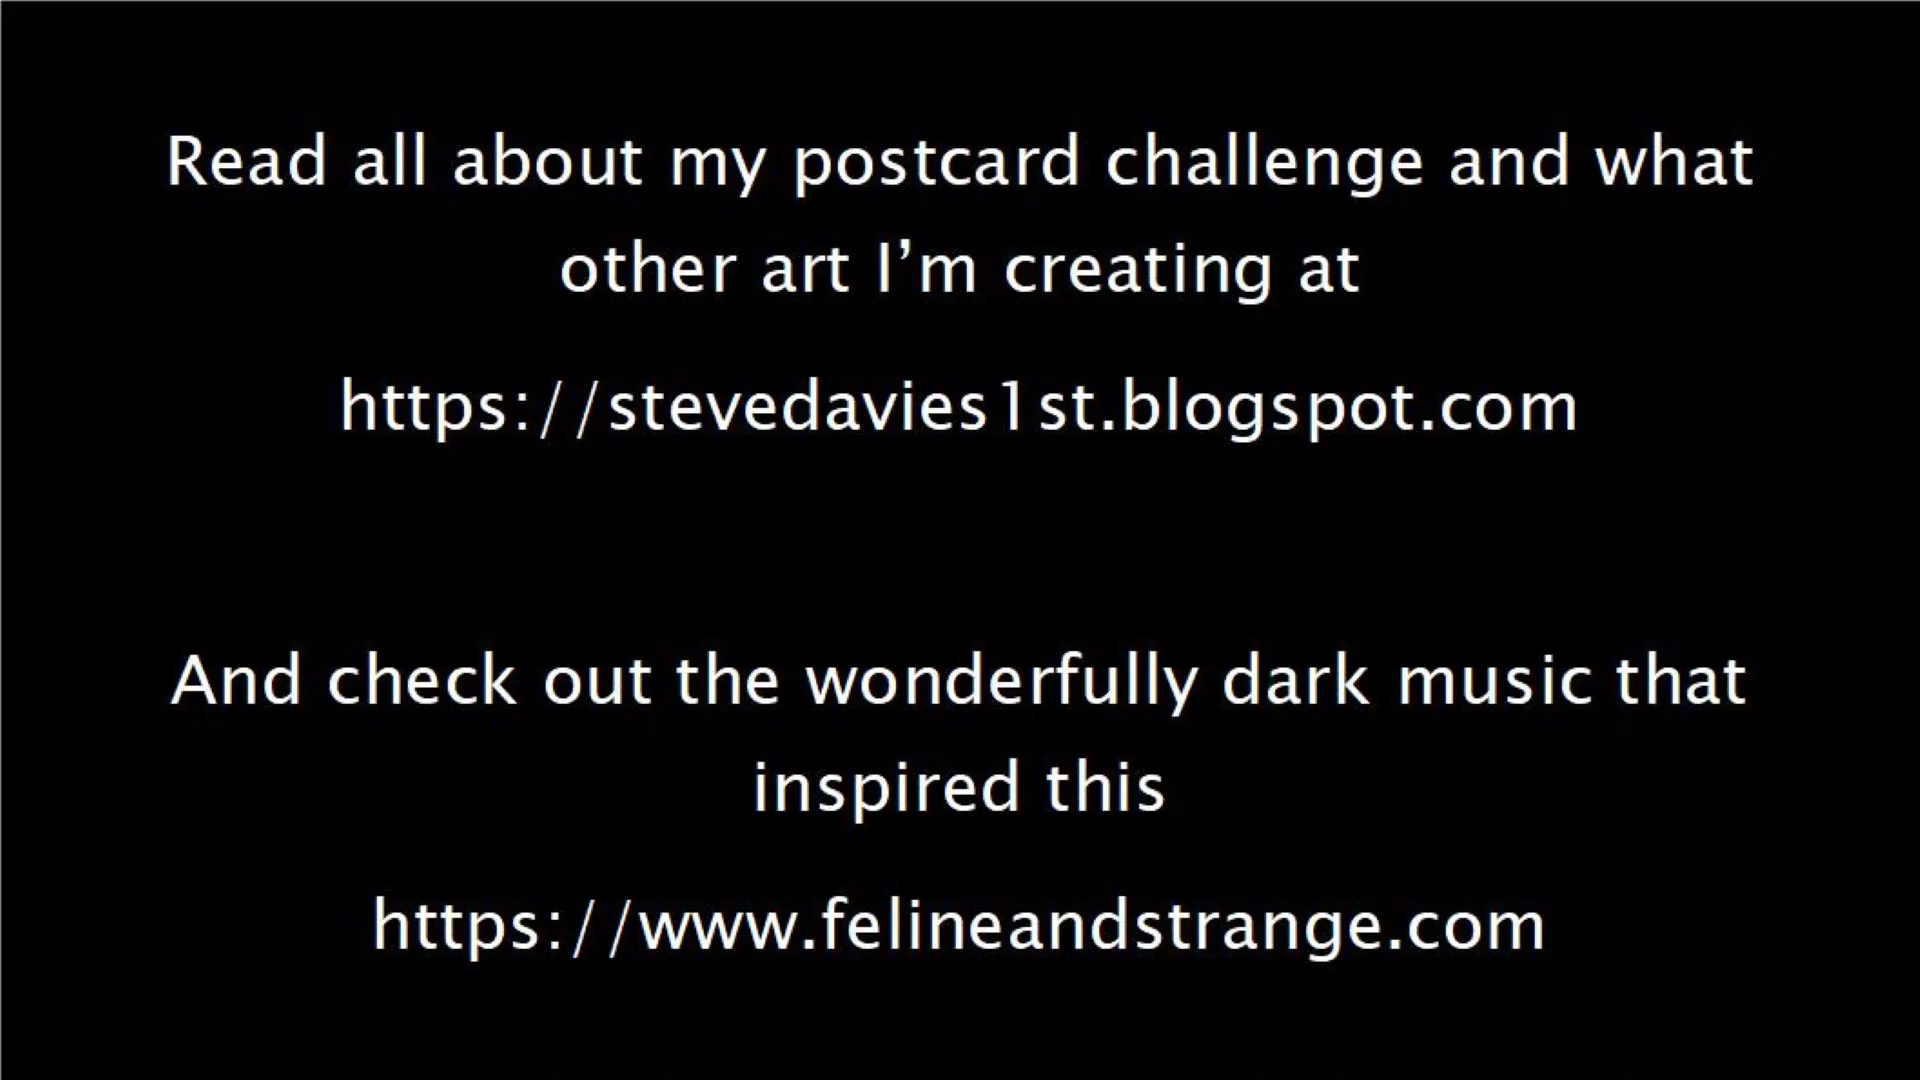 Read all about my postcard challenge and what
other art I’m creating at
https://stevedavies1st.blogspot.com
And check out the wonderfully dark music that
inspired this
https://www.felineandstrange.com